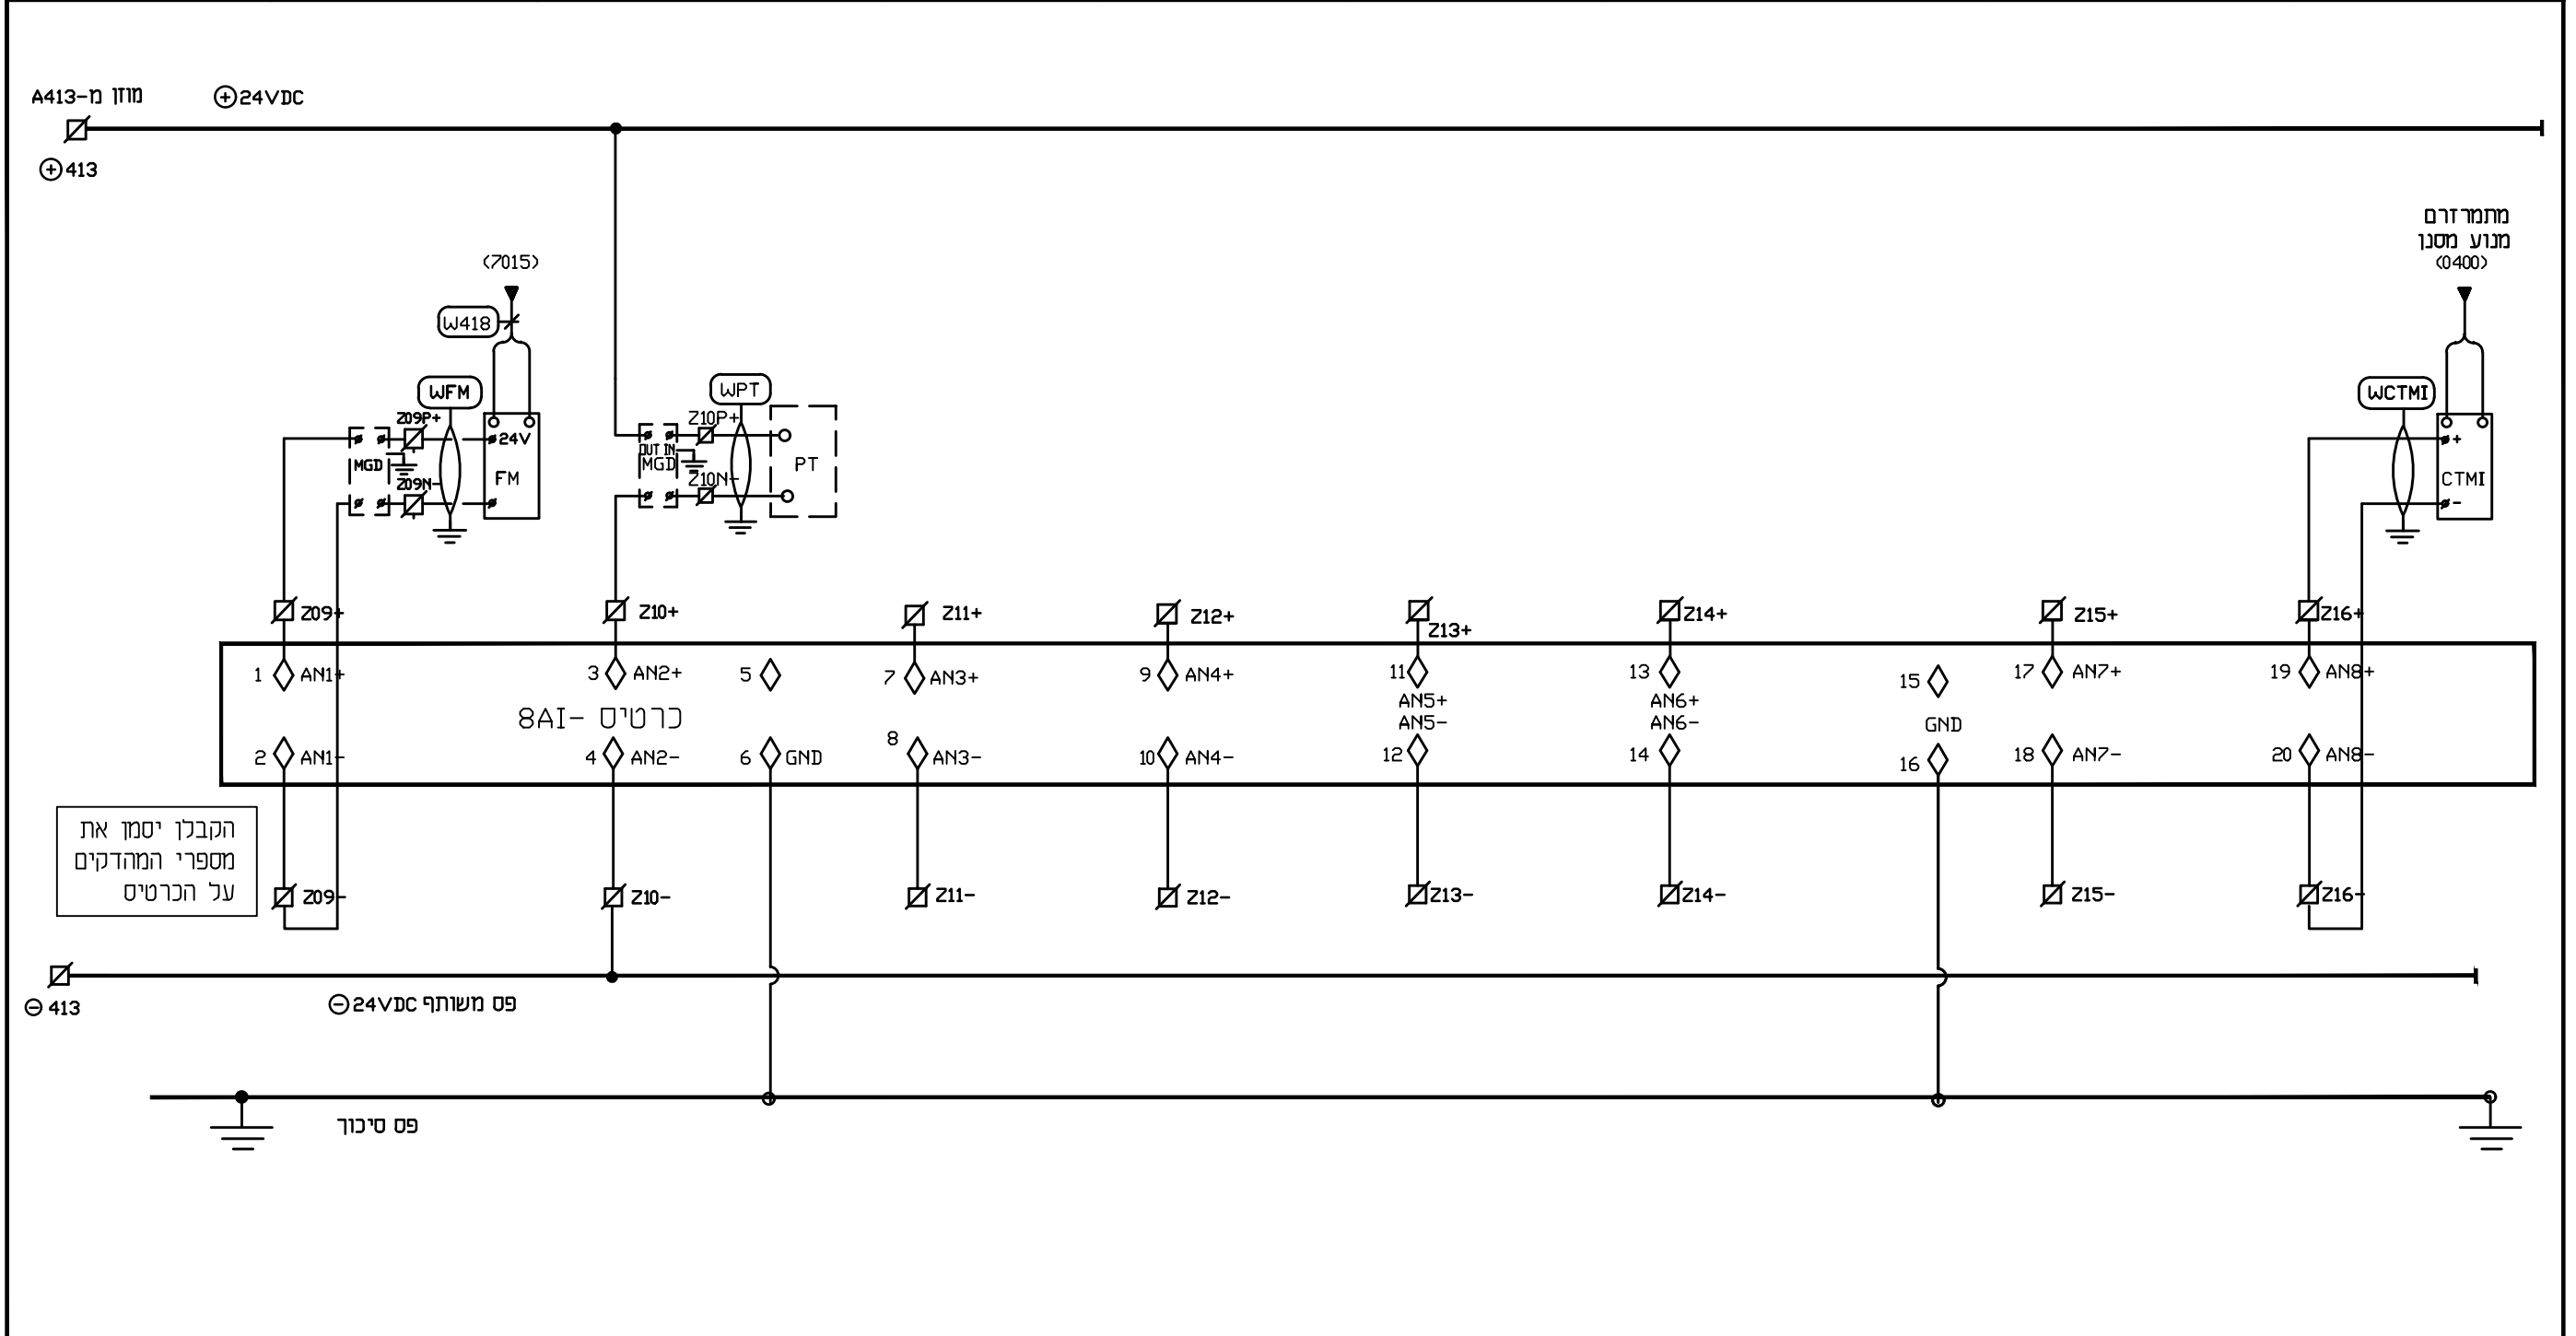 A413-מוזן מ
+ 24VDC
+ 413
מתמרזרם
מנוע מסנן
(0400)
(7015)
W418
WFM
WPT
WCTMI
Z09P+
Z10P+
24V
+
OUT IN
MGD
MGD
PT
FM
CTMI
Z09N-
Z10N-
-
Z09+
Z10+
Z11+
Z12+
Z13+
Z14+
Z15+
Z16+
1 AN1+
3 AN2+
5
7 AN3+
9 AN4+
11
AN5+
13
AN6+
15
17 AN7+
19 AN8+
8AI- כרטיס
2 AN1-
4 AN2-
6 GND
8 AN3-
10 AN4-
AN5-
12
AN6-
14
GND
16
18 AN7-
20 AN8-
הקבלן יסמן את
מספרי המהדקים
על הכרטיס
Z09-
Z10-
Z11-
Z12-
Z13-
Z14-
Z15-
Z16-
- 413
- 24VDC פס משותף
פס סיכוך